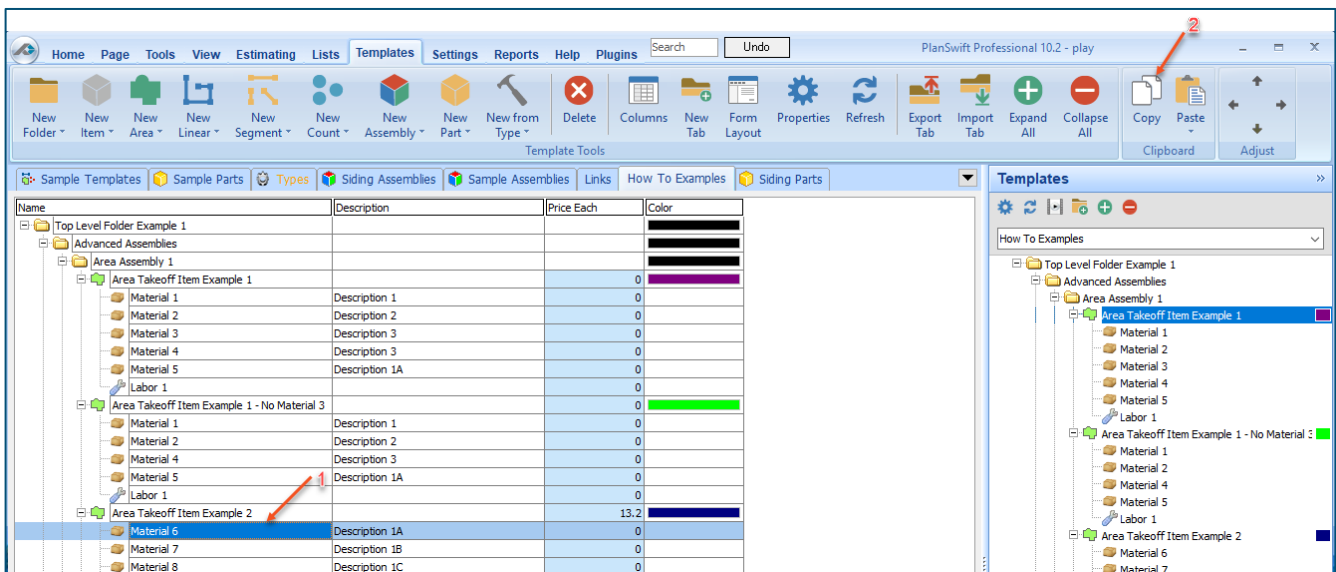 2
Home Page Tools View Estimating Lists Templates Settings Reports Help Plugins Search Undo PlanSwift Professional 10.2 - play
New Folder New Item New Area New Linear New Segment New Count New Assembly New Part New from Type Delete Columns New Tab Form Layout Properties Refresh Export Tab Import Tab Expand All Collapse All Copy Paste
Template Tools Clipboard Adjust
Sample Templates Sample Parts Types Siding Assemblies Sample Assemblies Links How To Examples Siding Parts
Name Description Price Each Color
Top Level Folder Example 1
Advanced Assemblies
Area Assembly 1
Area Takeoff Item Example 1 0
Material 1 Description 1 0
Material 2 Description 2 0
Material 3 Description 3 0
Material 4 Description 3 0
Material 5 Description 1A 0
Labor 1 0
Area Takeoff Item Example 1 - No Material 3 0
Material 1 Description 1 0
Material 2 Description 2 0
Material 4 Description 3 0
Material 5 Description 1A 0
1
Labor 1 0
Area Takeoff Item Example 2 13.2
Material 6 Description 1A 0
Material 7 Description 1B 0
Material 8 Description 1C 0
Templates
How To Examples
Top Level Folder Example 1
Advanced Assemblies
Area Assembly 1
Area Takeoff Item Example 1
Material 1
Material 2
Material 3
Material 4
Material 5
Labor 1
Area Takeoff Item Example 1 - No Material 3
Material 1
Material 2
Material 4
Material 5
Labor 1
Area Takeoff Item Example 2
Material 6
Material 7